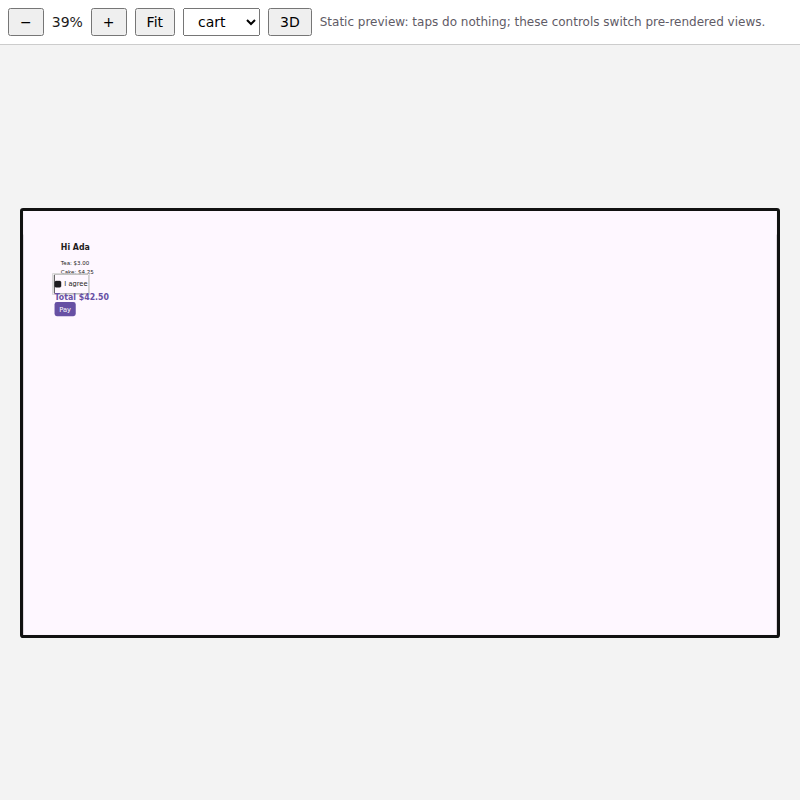 − 39% + Fit cart 3D Static preview: taps do nothing; these controls switch pre-rendered views.
Hi Ada
Tea: $3.00
Cake: $4.25
I agree
Total $42.50
Pay